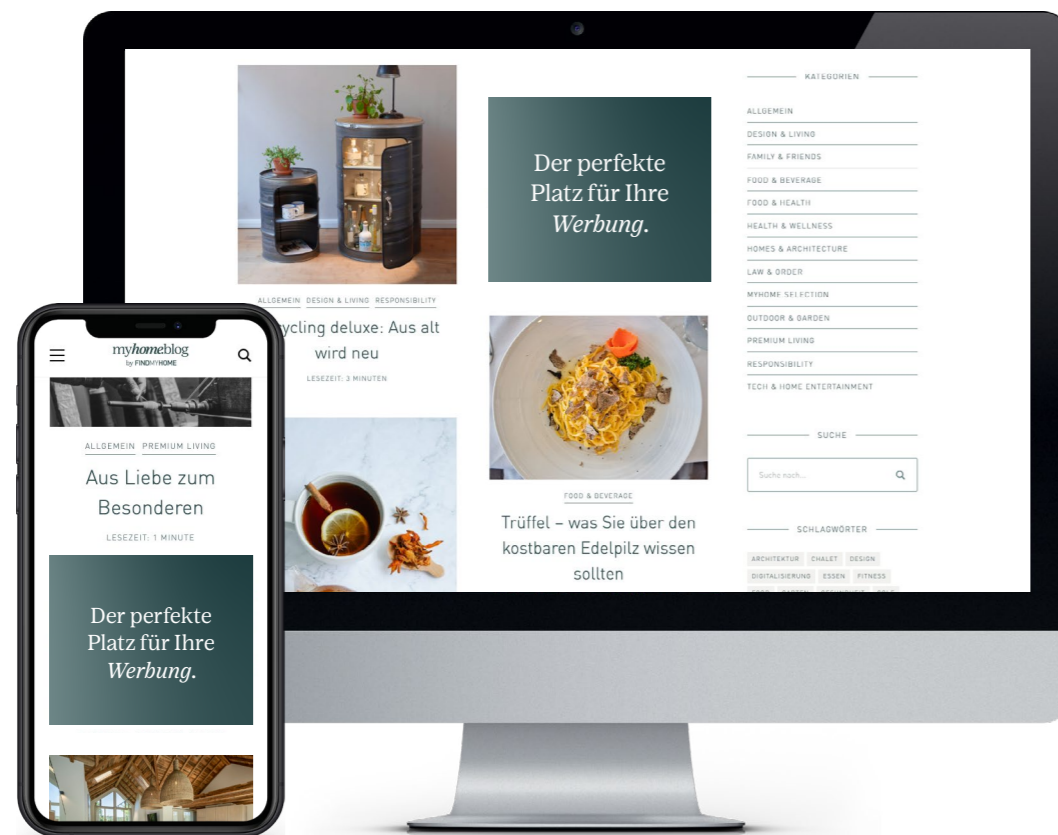 ALLGEMEIN DESIGN & LIVING RESPONSIBILITY
cycling deluxe: Aus alt
wird neu
LESEZEIT: 3 MINUTEN
Der perfekte
Platz für Ihre
Werbung.
FOOD & BEVERAGE
Trüffel – was Sie über den
kostbaren Edelpilz wissen
sollten
KATEGORIEN
ALLGEMEIN
DESIGN & LIVING
FAMILY & FRIENDS
FOOD & BEVERAGE
FOOD & HEALTH
HEALTH & WELLNESS
HOMES & ARCHITECTURE
LAW & ORDER
MYHOME SELECTION
OUTDOOR & GARDEN
PREMIUM LIVING
RESPONSIBILITY
TECH & HOME ENTERTAINMENT
SUCHE
Suche nach...
SCHLAGWÖRTER
ARCHITEKTUR CHALET DESIGN
DIGITALISIERUNG ESSEN FITNESS
myhomeblog
by FINDMYHOME
ALLGEMEIN PREMIUM LIVING
Aus Liebe zum
Besonderen
LESEZEIT: 1 MINUTE
Der perfekte
Platz für Ihre
Werbung.